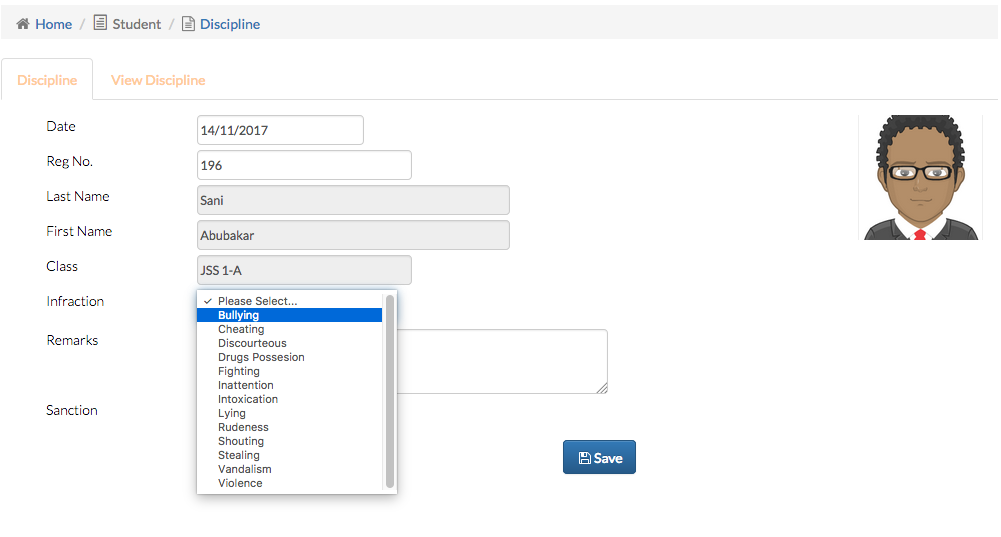 Home / Student / Discipline
Discipline View Discipline
Date 14/11/2017
Reg No. 196
Last Name Sani
First Name Abubakar
Class JSS 1-A
Infraction
✓ Please Select...
Bullying
Cheating
Discourteous
Drugs Possesion
Fighting
Inattention
Intoxication
Lying
Rudeness
Shouting
Stealing
Vandalism
Violence
Remarks
Sanction
Save